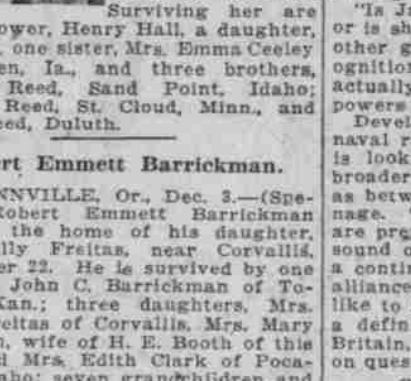 Surviving her are
ower, Henry Hall, a daughter,
, one sister, Mrs. Emma Ceeley
en, Ia., and three brothers,
Reed, Sand Point, Idaho;
Reed, St. Cloud, Minn., and
eed, Duluth.
ert Emmett Barrickman.
NNVILLE, Or., Dec. 3.—(Spe-
Robert Emmett Barrickman
the home of his daughter,
lly Freitas, near Corvallis,
er 22. He is survived by one
John C. Barrickman of To-
Kan.; three daughters, Mrs.
reitas of Corvallis, Mrs. Mary
n, wife of H. E. Booth of this
d Mrs. Edith Clark of Poca-
aho; seven grandchildren and
"Is J
or is sh
other g
ognition
actually
powers
Devel
naval r
is look
broader
as betw
nage.
are pre
sound o
a contin
alliance
like to
a defin
Britain,
on ques